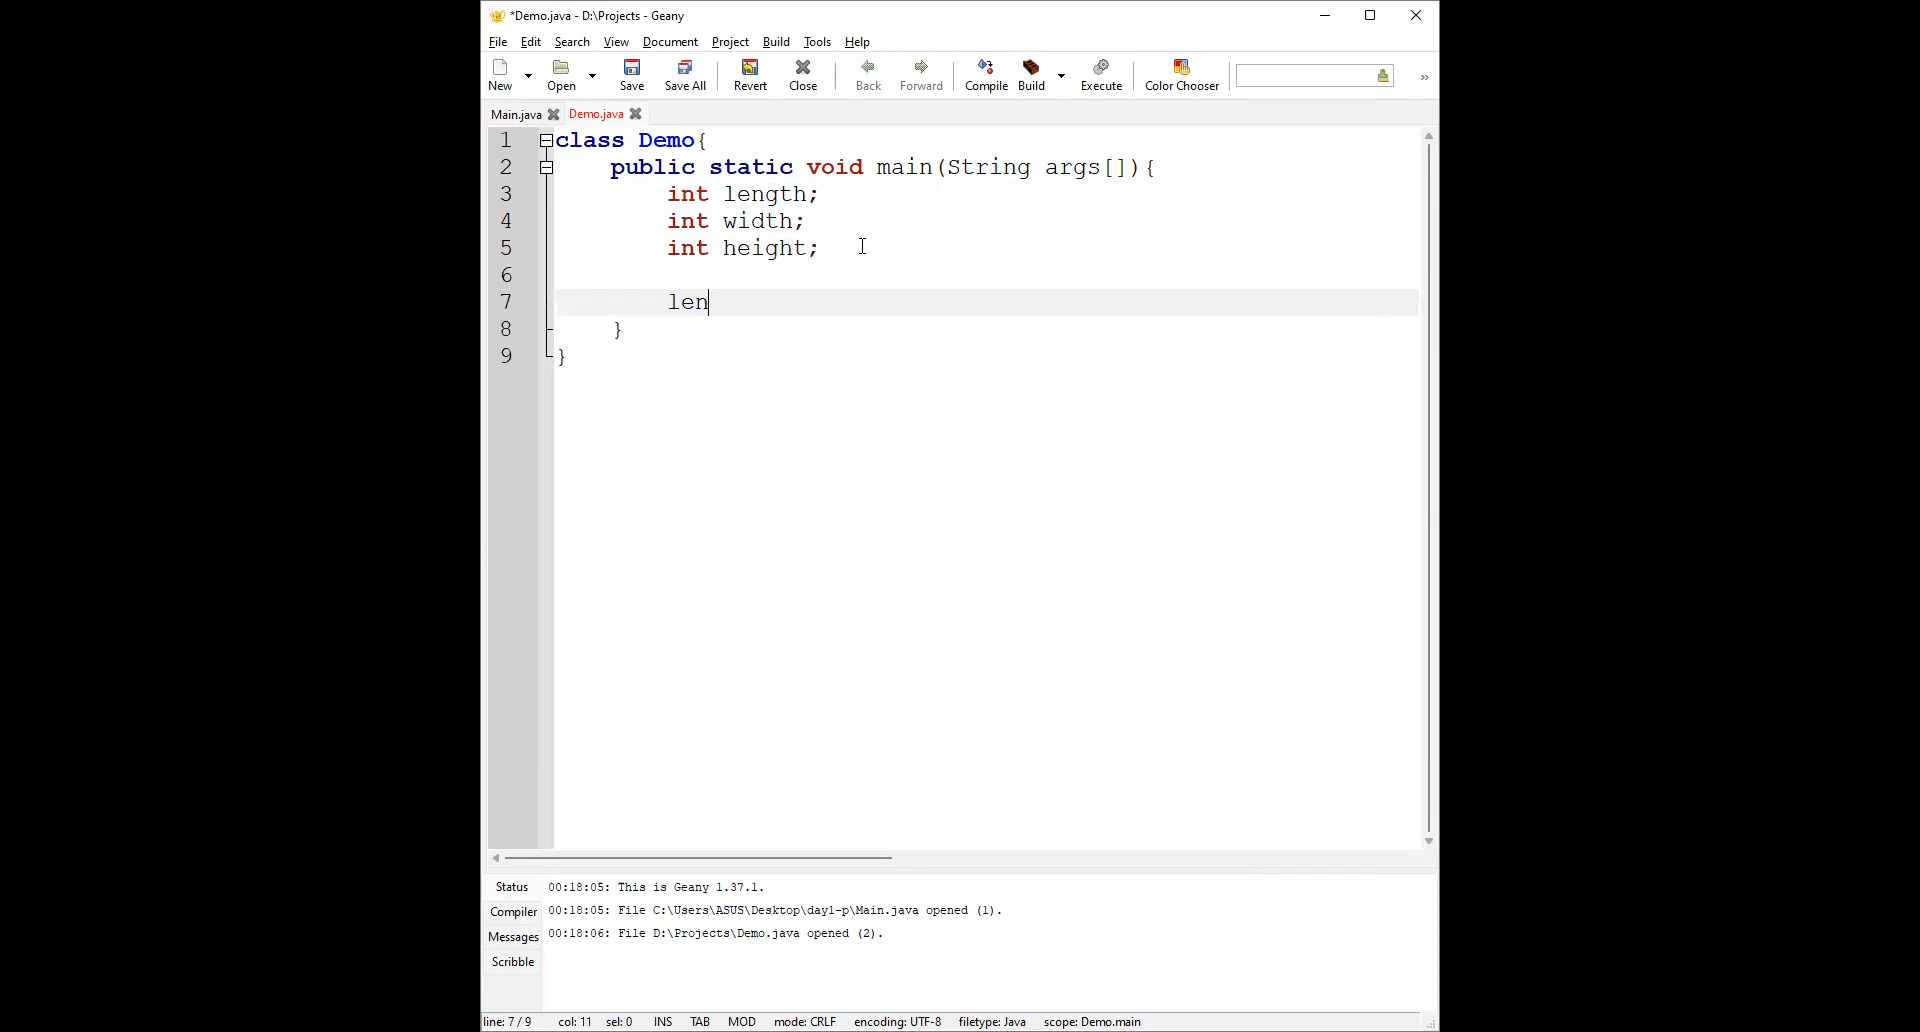 *Demo.java - D:\Projects - Geany
File Edit Search View Document Project Build Tools Help
New Open Save Save All Revert Close Back Forward Compile Build Execute Color Chooser »
Main.java Demo.java
1 class Demo{
2 public static void main(String args[]){
3 int length;
4 int width;
5 int height;
6
7 len
8 }
9 }
Status 00:18:05: This is Geany 1.37.1.
Compiler 00:18:05: File C:\Users\ASUS\Desktop\day1-p\Main.java opened (1).
Messages 00:18:06: File D:\Projects\Demo.java opened (2).
Scribble
line: 7 / 9 col: 11 sel: 0 INS TAB MOD mode: CRLF encoding: UTF-8 filetype: Java scope: Demo.main